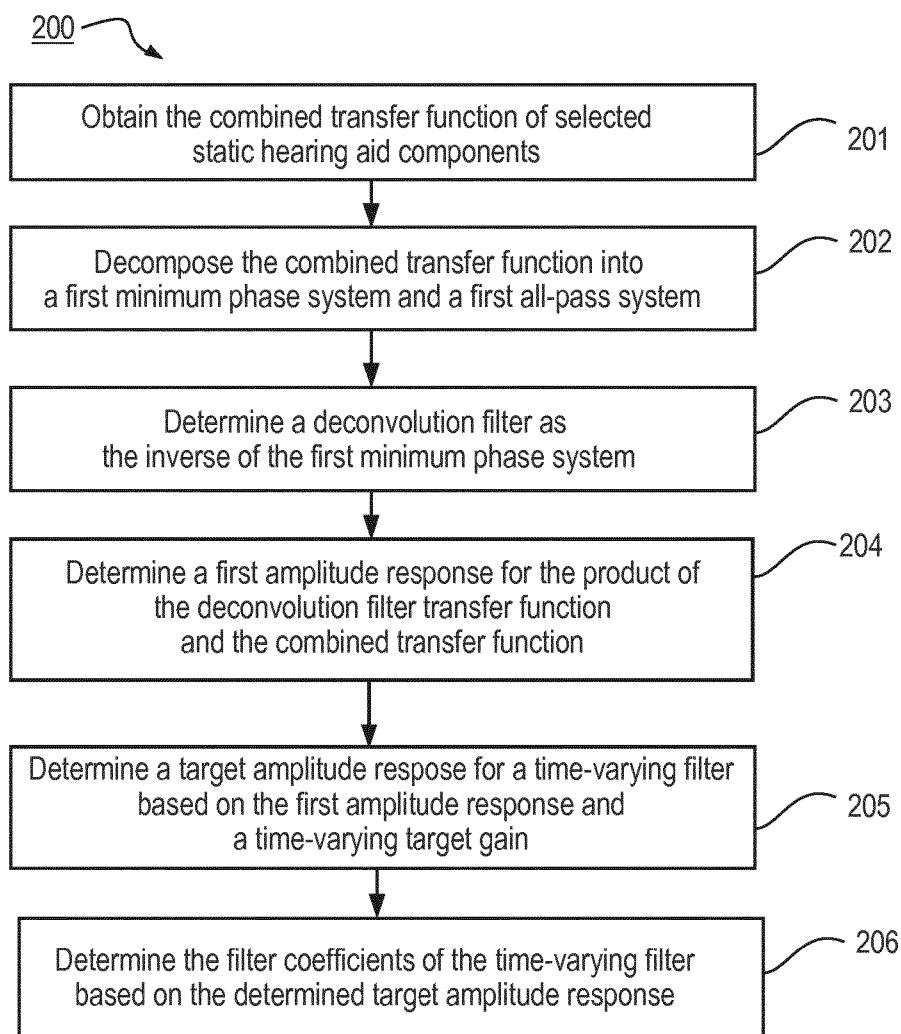 200
Obtain the combined transfer function of selected
static hearing aid components
201
Decompose the combined transfer function into
a first minimum phase system and a first all-pass system
202
Determine a deconvolution filter as
the inverse of the first minimum phase system
203
Determine a first amplitude response for the product of
the deconvolution filter transfer function
and the combined transfer function
204
Determine a target amplitude respose for a time-varying filter
based on the first amplitude response and
a time-varying target gain
205
Determine the filter coefficients of the time-varying filter
based on the determined target amplitude response
206